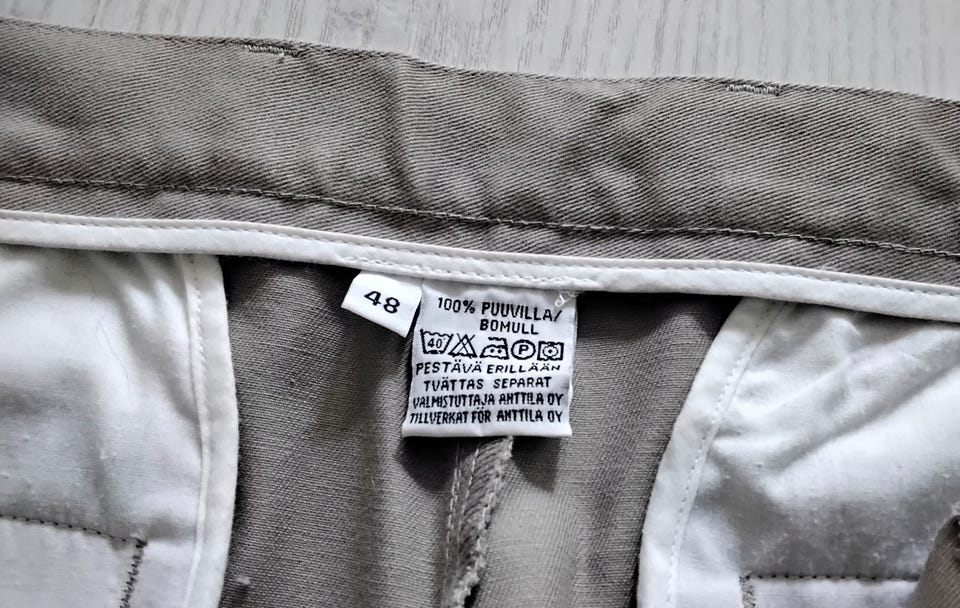 48
100% PUUVILLA/
BOMULL
40 P
PESTÄVÄ ERILLÄÄN
TVÄTTAS SEPARAT
VALMISTUTTAJA ANTTILA OY
TILLVERKAT FÖR ANTTILA OY